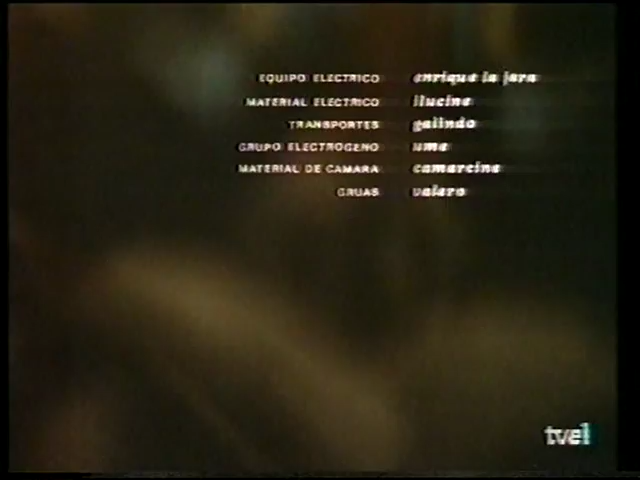 EQUIPO ELECTRICO enrique la jara
MATERIAL ELECTRICO ilucine
TRANSPORTES galindo
GRUPO ELECTROGENO uma
MATERIAL DE CAMARA camarcine
GRUAS valero
tve1